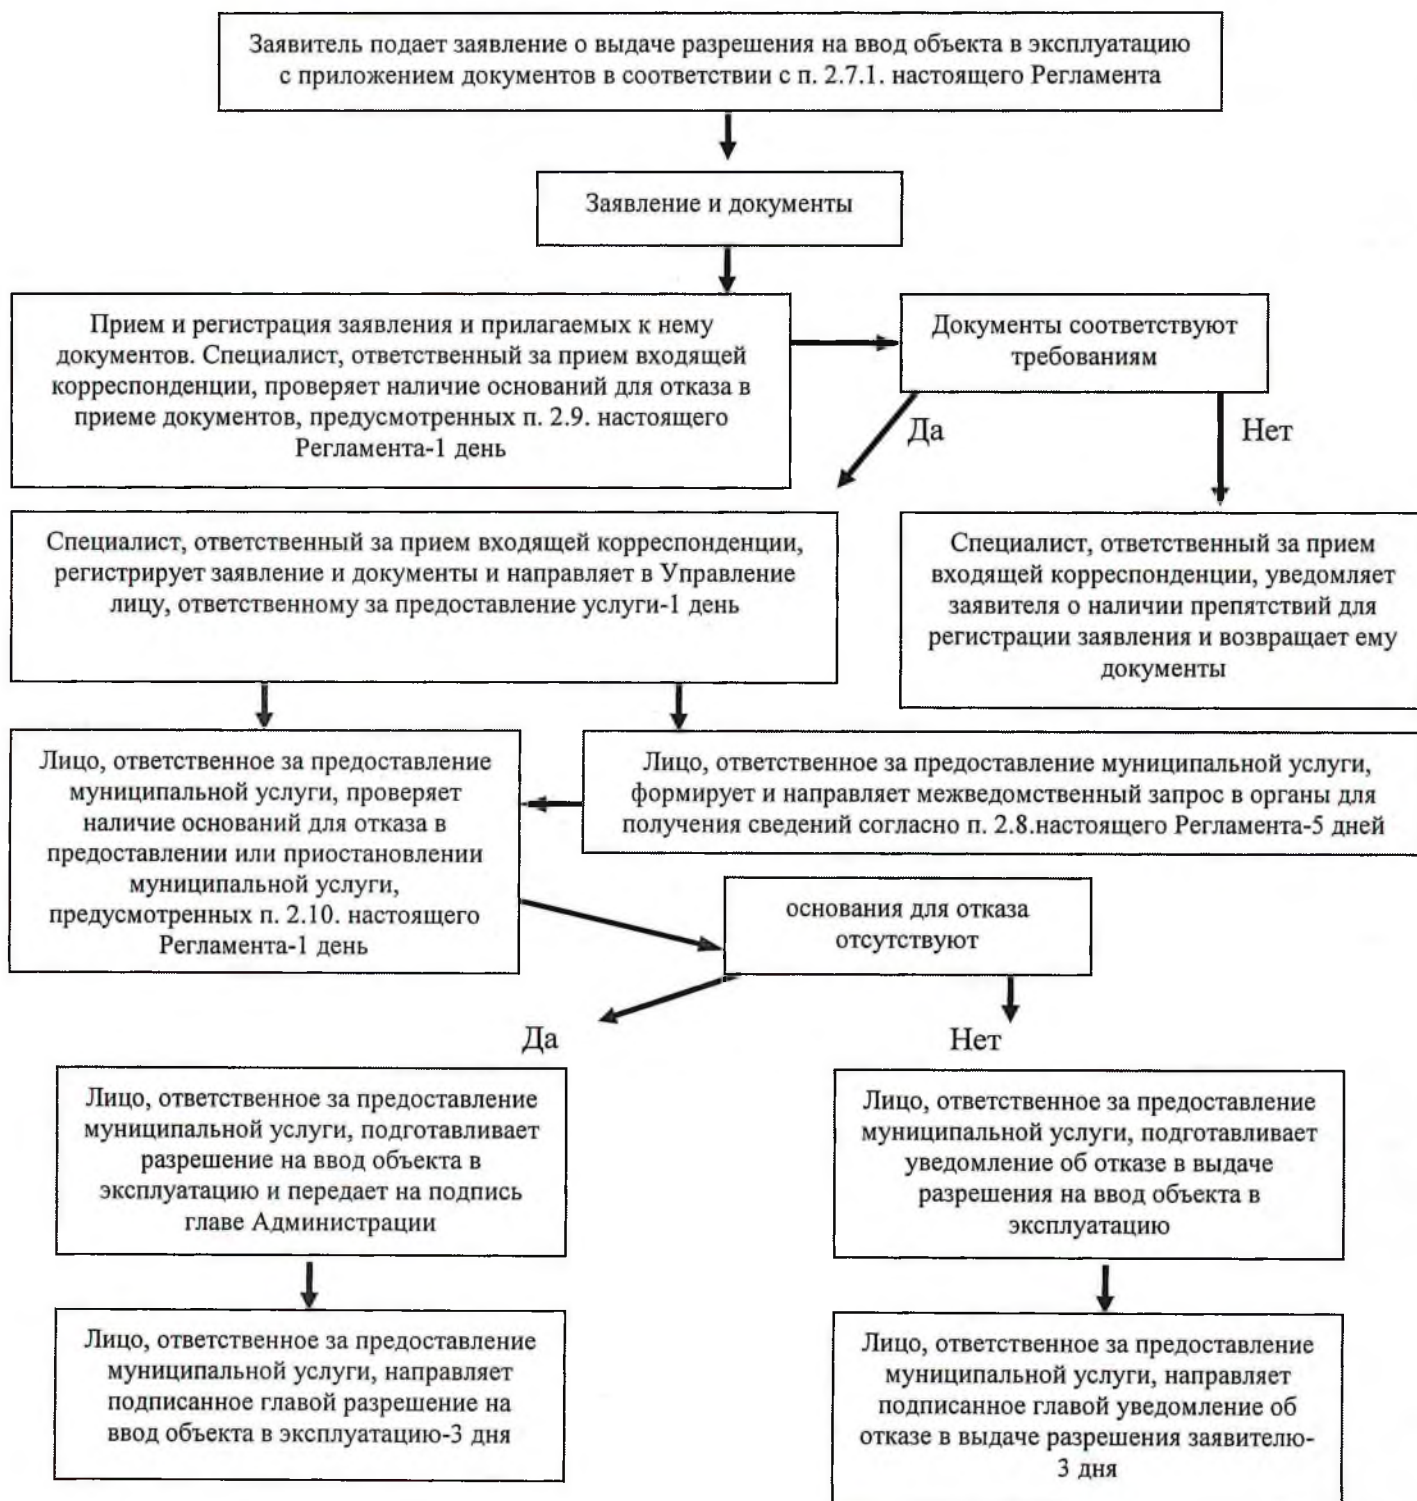 Заявитель подает заявление о выдаче разрешения на ввод объекта в эксплуатацию
с приложением документов в соответствии с п. 2.7.1. настоящего Регламента
Заявление и документы
Прием и регистрация заявления и прилагаемых к нему
документов. Специалист, ответственный за прием входящей
корреспонденции, проверяет наличие оснований для отказа в
приеме документов, предусмотренных п. 2.9. настоящего
Регламента-1 день
Документы соответствуют
требованиям
Да
Нет
Специалист, ответственный за прием входящей корреспонденции,
регистрирует заявление и документы и направляет в Управление
лицу, ответственному за предоставление услуги-1 день
Специалист, ответственный за прием
входящей корреспонденции, уведомляет
заявителя о наличии препятствий для
регистрации заявления и возвращает ему
документы
Лицо, ответственное за предоставление
муниципальной услуги, проверяет
наличие оснований для отказа в
предоставлении или приостановлении
муниципальной услуги,
предусмотренных п. 2.10. настоящего
Регламента-1 день
Лицо, ответственное за предоставление муниципальной услуги,
формирует и направляет межведомственный запрос в органы для
получения сведений согласно п. 2.8.настоящего Регламента-5 дней
основания для отказа
отсутствуют
Да
Нет
Лицо, ответственное за предоставление
муниципальной услуги, подготавливает
разрешение на ввод объекта в
эксплуатацию и передает на подпись
главе Администрации
Лицо, ответственное за предоставление
муниципальной услуги, подготавливает
уведомление об отказе в выдаче
разрешения на ввод объекта в
эксплуатацию
Лицо, ответственное за предоставление
муниципальной услуги, направляет
подписанное главой разрешение на
ввод объекта в эксплуатацию-3 дня
Лицо, ответственное за предоставление
муниципальной услуги, направляет
подписанное главой уведомление об
отказе в выдаче разрешения заявителю-
3 дня